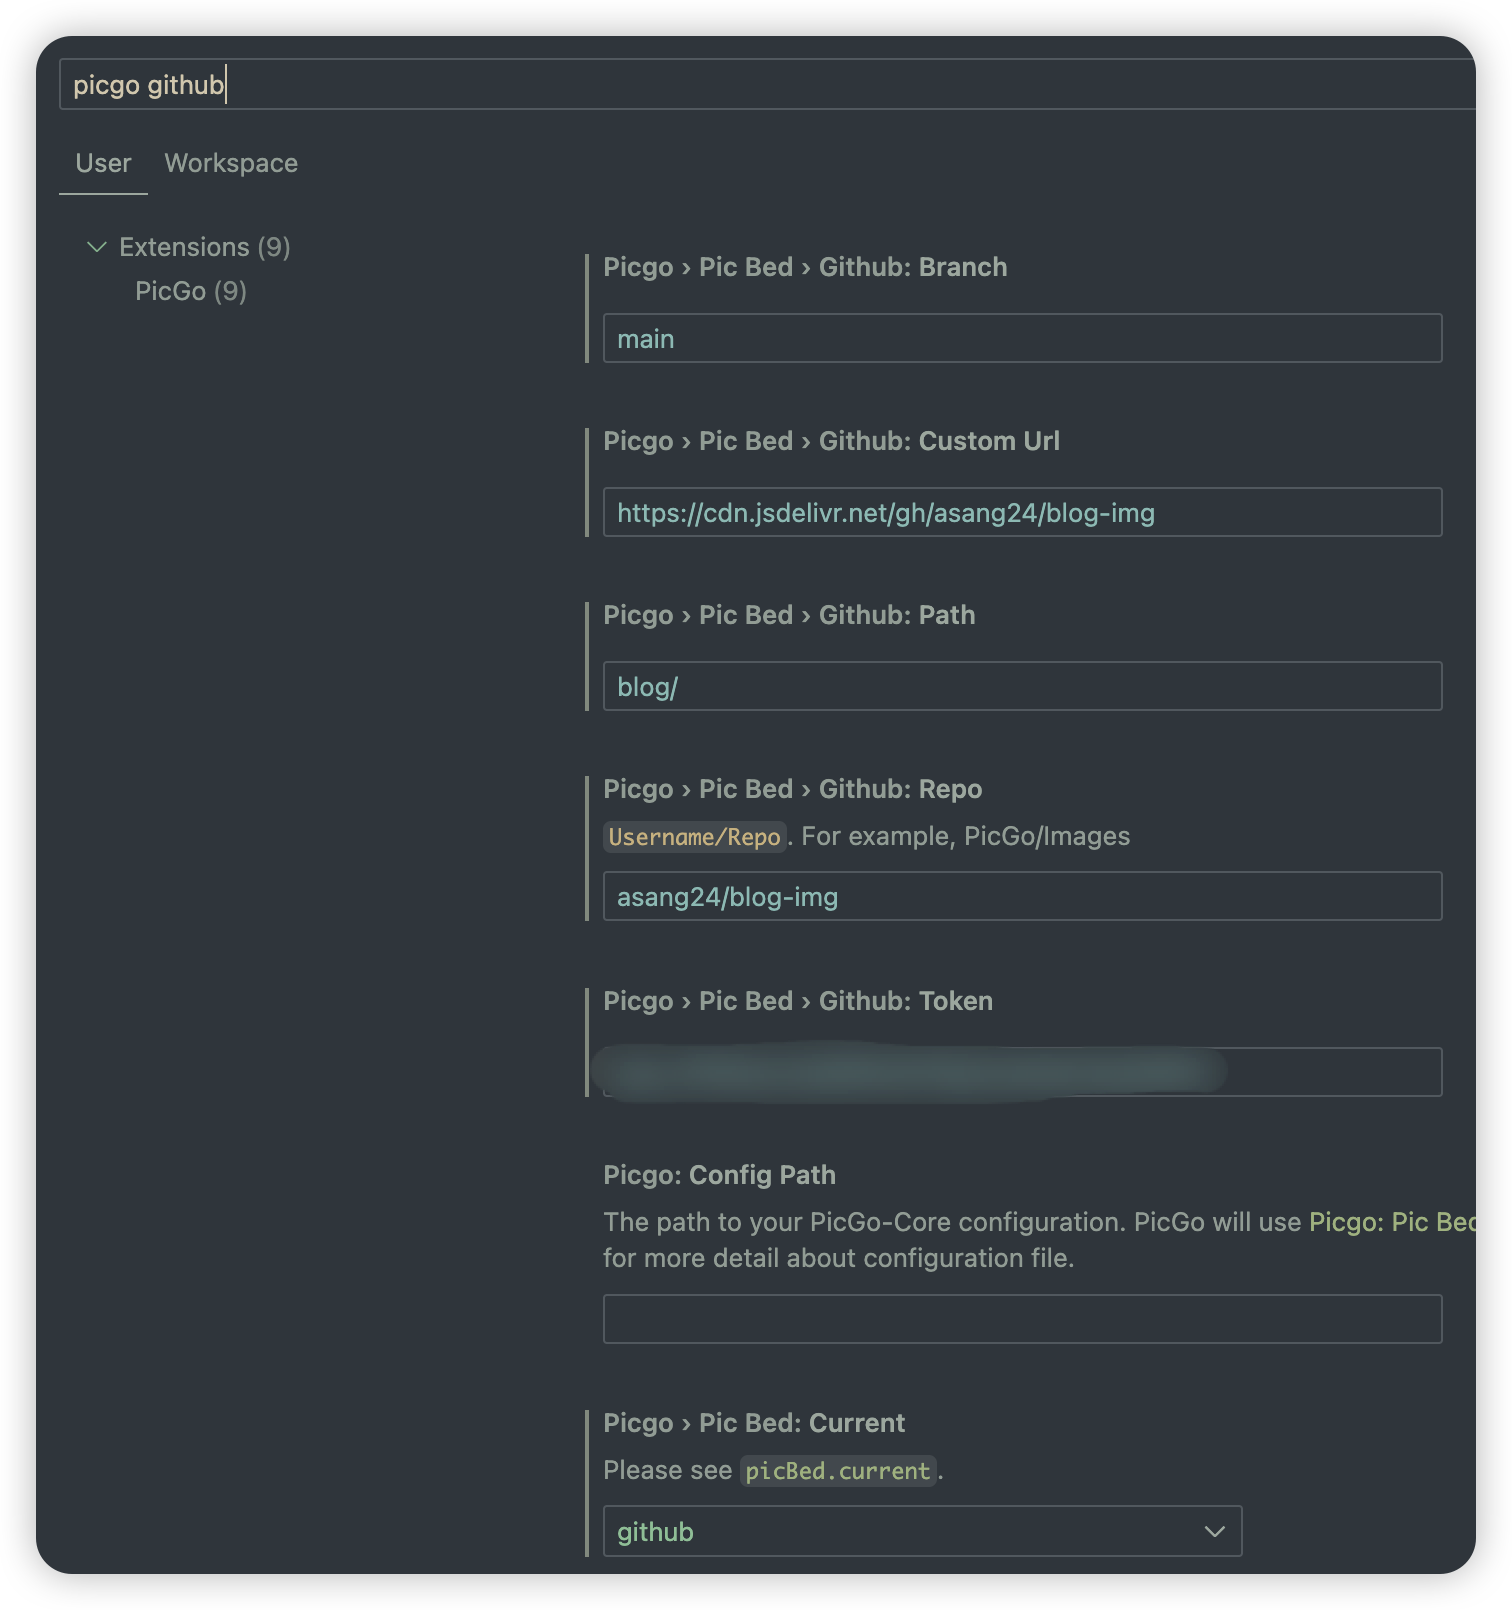 picgo github
User Workspace
Extensions (9)
PicGo (9)
Picgo › Pic Bed › Github: Branch
main
Picgo › Pic Bed › Github: Custom Url
https://cdn.jsdelivr.net/gh/asang24/blog-img
Picgo › Pic Bed › Github: Path
blog/
Picgo › Pic Bed › Github: Repo
Username/Repo. For example, PicGo/Images
asang24/blog-img
Picgo › Pic Bed › Github: Token
Picgo: Config Path
The path to your PicGo-Core configuration. PicGo will use Picgo: Pic Bed
for more detail about configuration file.
Picgo › Pic Bed: Current
Please see picBed.current.
github